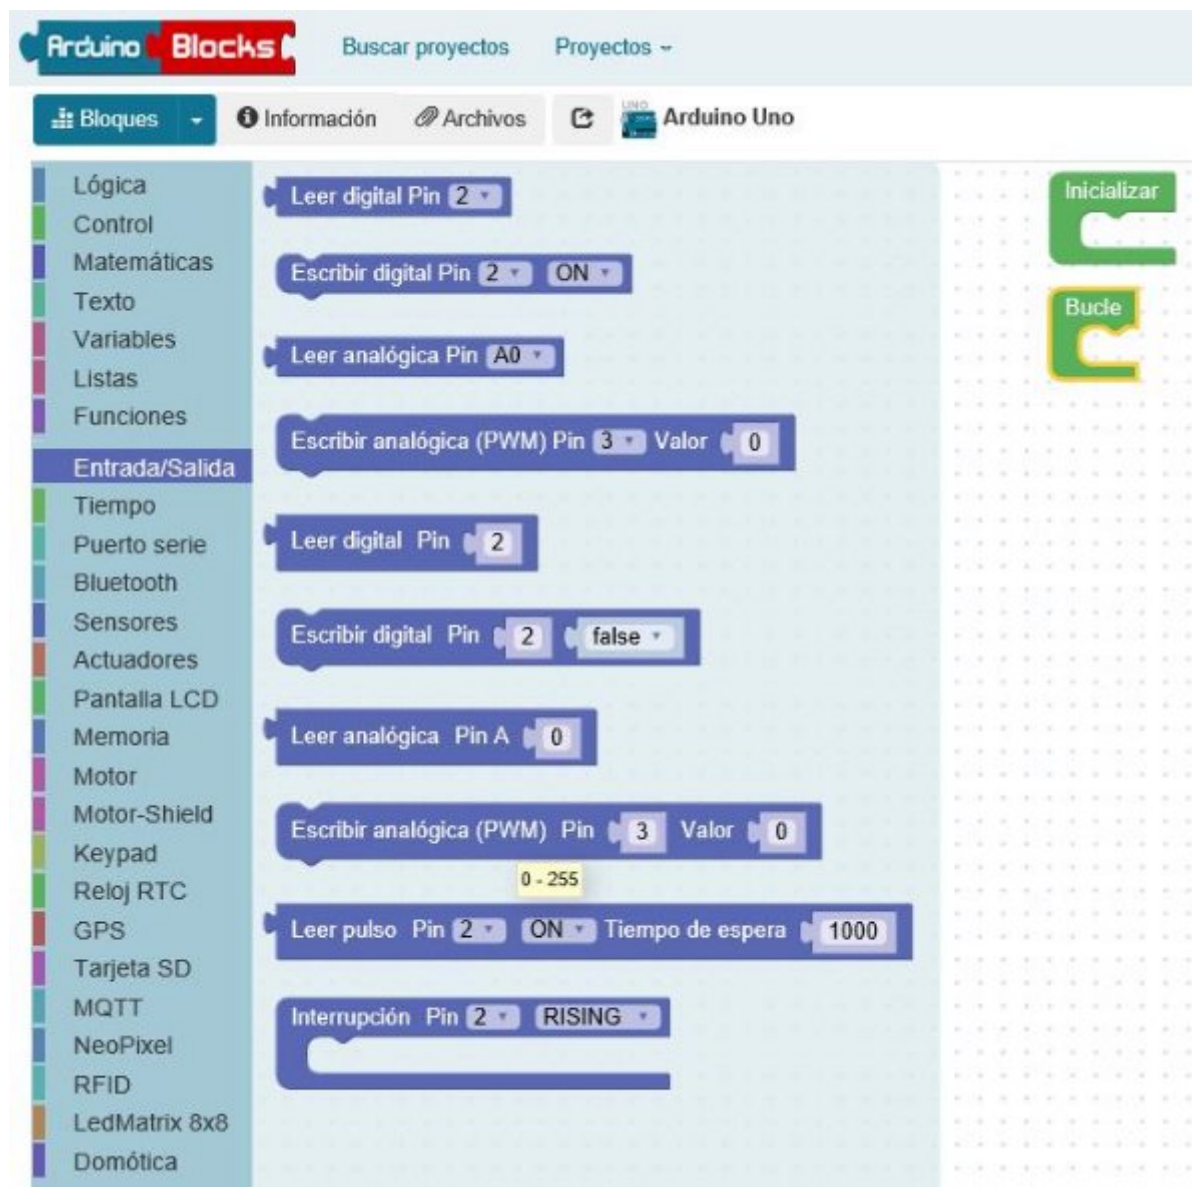 Arduino Blocks Buscar proyectos Proyectos
Bloques Información Archivos UNO Arduino Uno
Lógica
Control
Matemáticas
Texto
Variables
Listas
Funciones
Entrada/Salida
Tiempo
Puerto serie
Bluetooth
Sensores
Actuadores
Pantalla LCD
Memoria
Motor
Motor-Shield
Keypad
Reloj RTC
GPS
Tarjeta SD
MQTT
NeoPixel
RFID
LedMatrix 8x8
Domótica
Leer digital Pin 2
Escribir digital Pin 2 ON
Leer analógica Pin A0
Escribir analógica (PWM) Pin 3 Valor 0
Leer digital Pin 2
Escribir digital Pin 2 false
Leer analógica Pin A 0
Escribir analógica (PWM) Pin 3 Valor 0
0 - 255
Leer pulso Pin 2 ON Tiempo de espera 1000
Interrupción Pin 2 RISING
Inicializar
Bucle